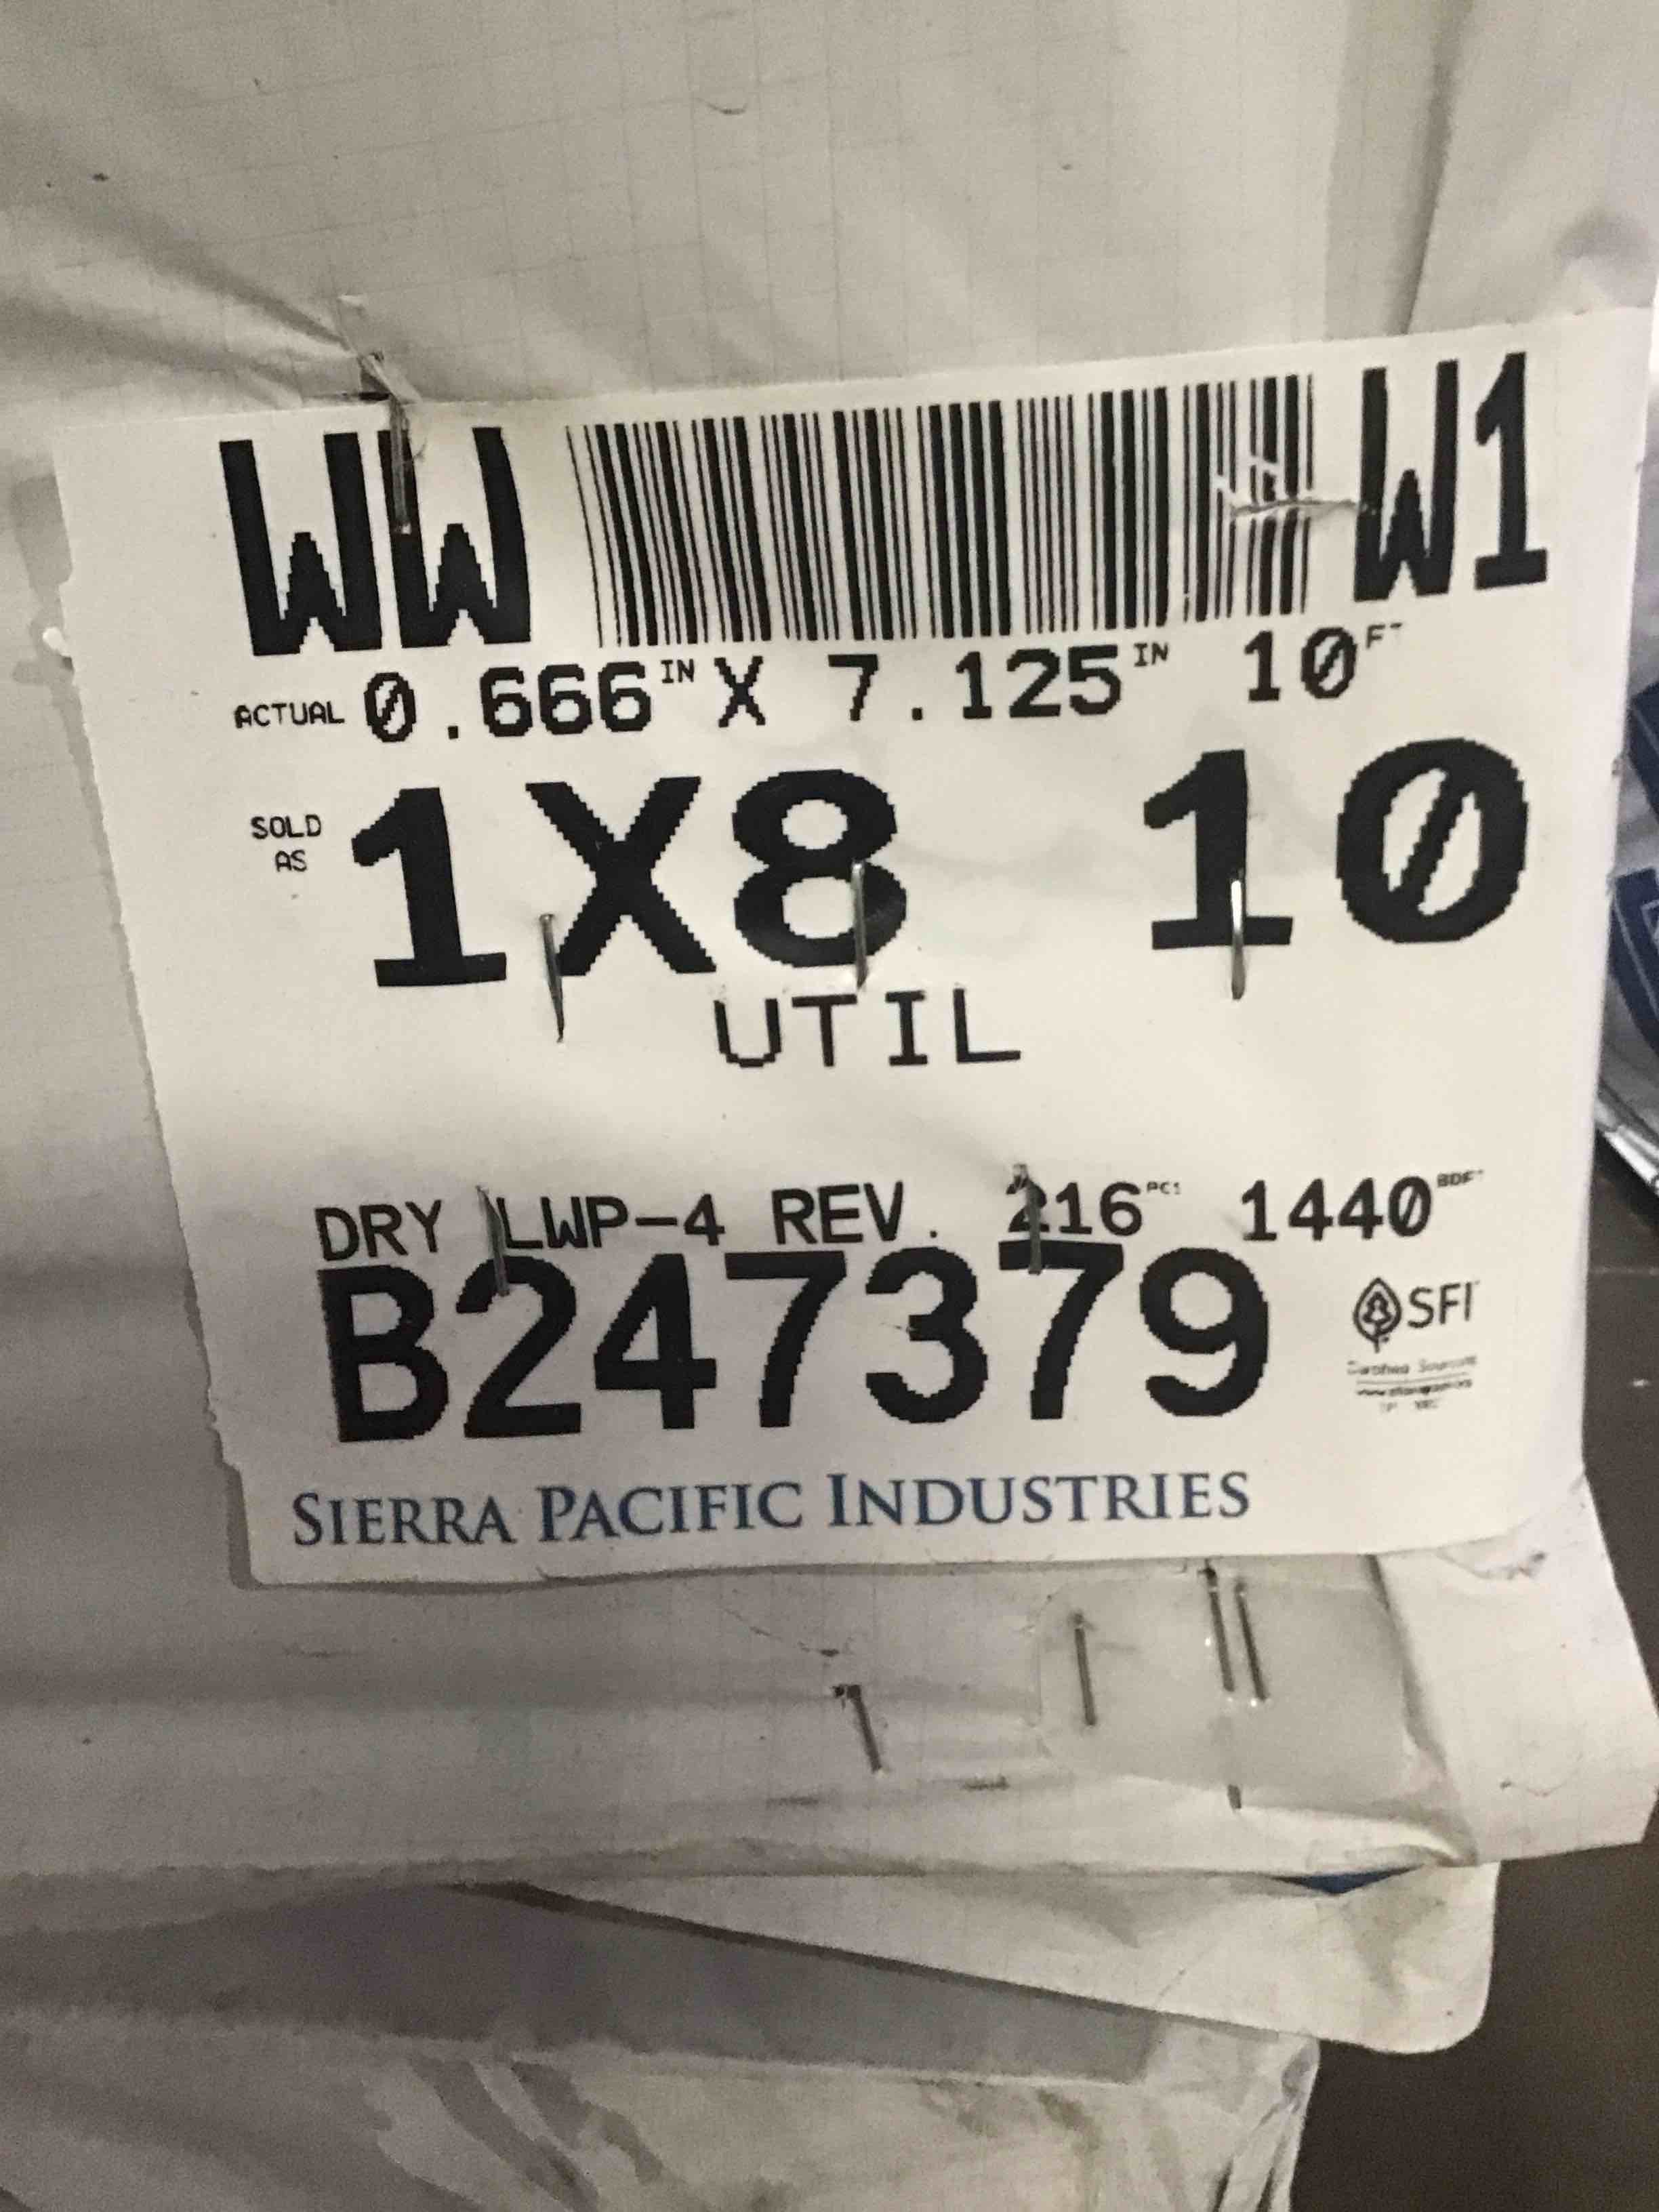 WW W1
ACTUAL 0.666 IN X 7.125 IN 10 FT
SOLD AS 1X8 10
UTIL
DRY LWP-4 REV. 216 PCS 1440 BDFT
B247379
SFI
SIERRA PACIFIC INDUSTRIES